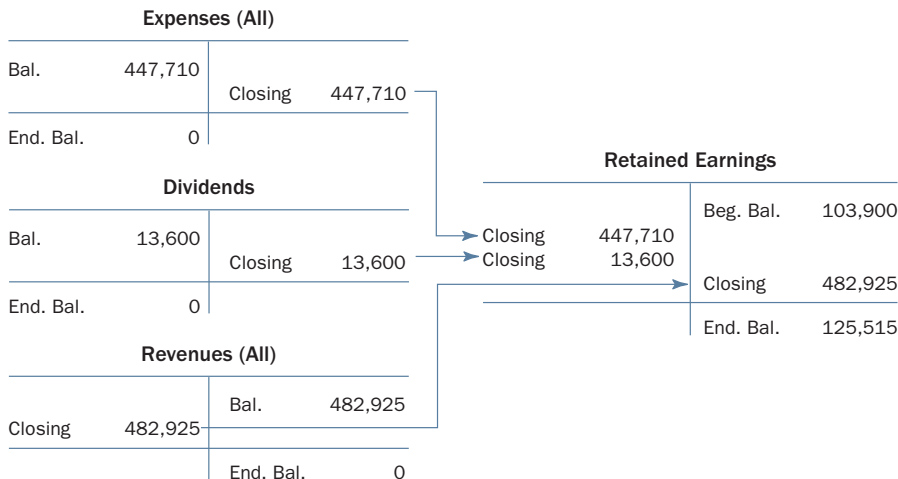 Expenses (All)
Bal. 447,710
Closing 447,710
End. Bal. 0
Dividends
Bal. 13,600
Closing 13,600
End. Bal. 0
Revenues (All)
Bal. 482,925
Closing 482,925
End. Bal. 0
Retained Earnings
Beg. Bal. 103,900
Closing 447,710
Closing 13,600
Closing 482,925
End. Bal. 125,515